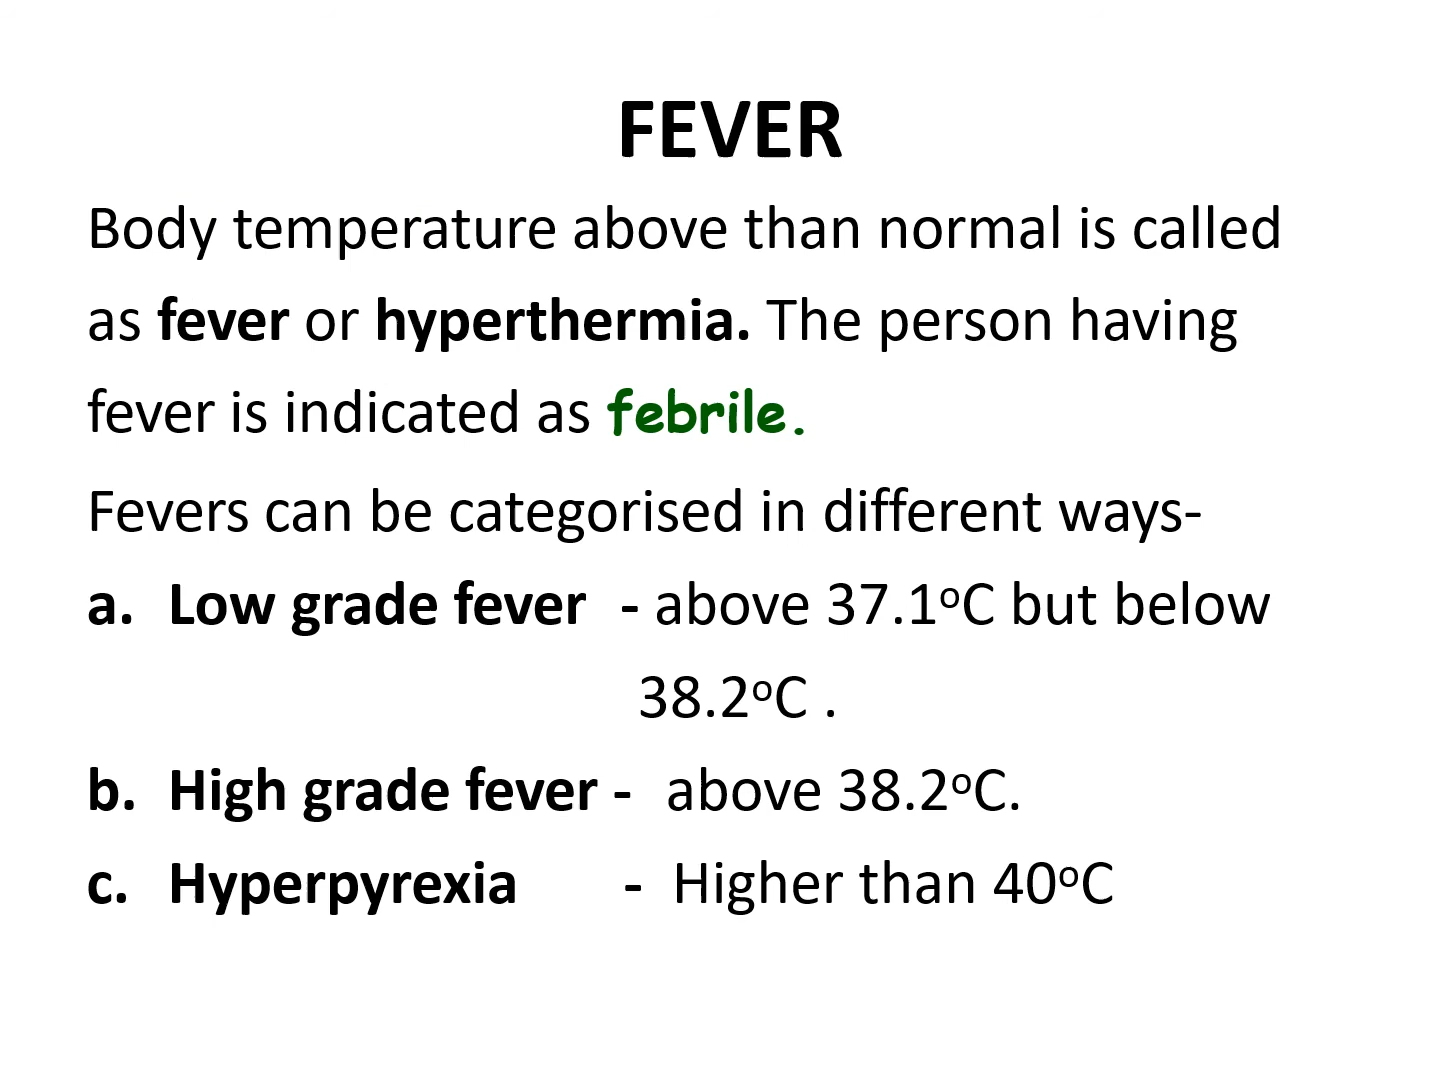 FEVER
Body temperature above than normal is called
as fever or hyperthermia. The person having
fever is indicated as febrile.
Fevers can be categorised in different ways-
a. Low grade fever - above 37.1oC but below
38.2oC .
b. High grade fever - above 38.2oC.
c. Hyperpyrexia - Higher than 40oC